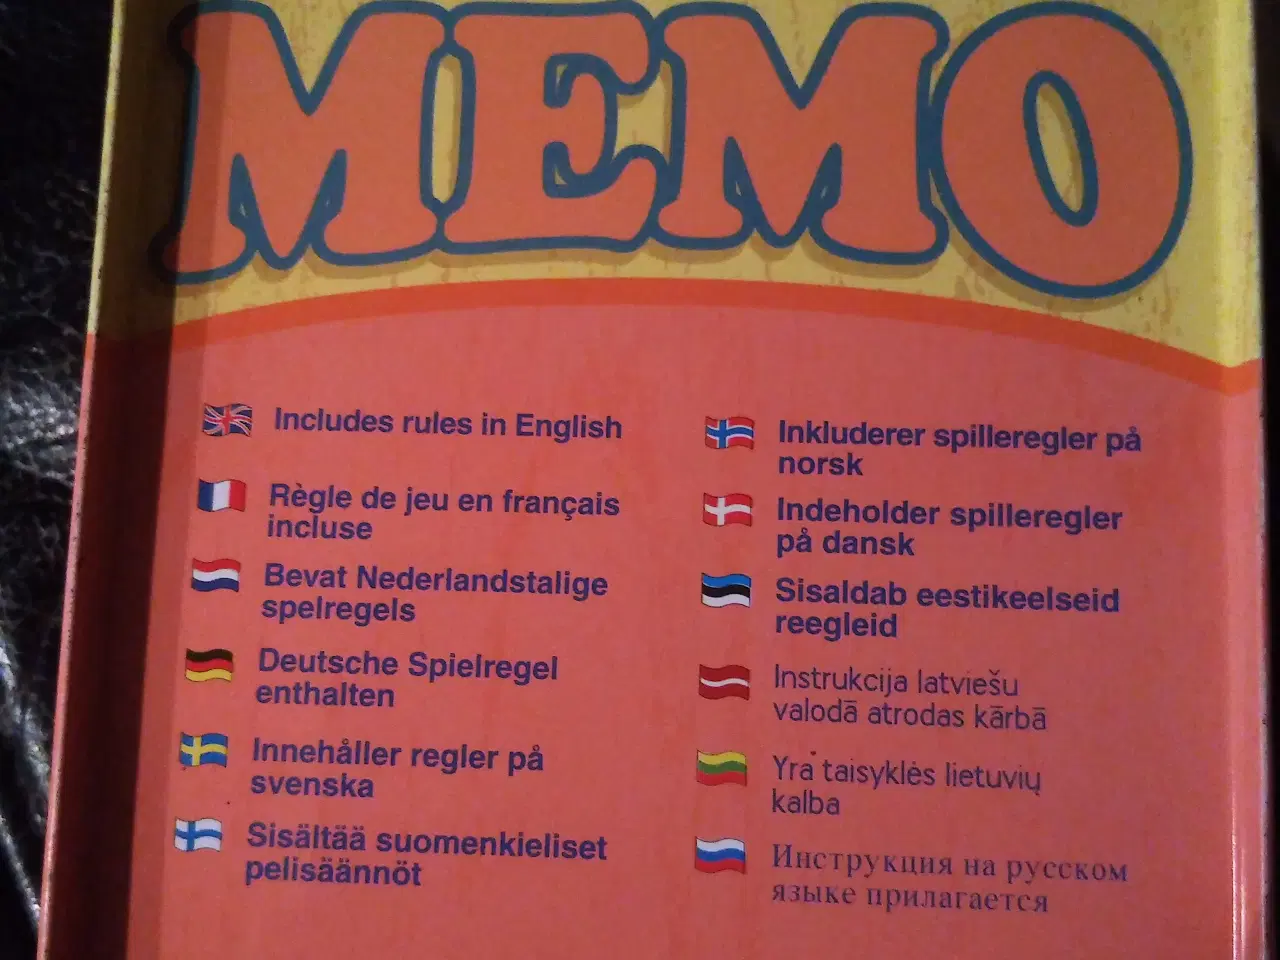 MEMO
Includes rules in English
Règle de jeu en français
incluse
Bevat Nederlandstalige
spelregels
Deutsche Spielregel
enthalten
Innehåller regler på
svenska
Sisältää suomenkieliset
pelisäännöt
Inkluderer spilleregler på
norsk
Indeholder spilleregler
på dansk
Sisaldab eestikeelseid
reegleid
Instrukcija latviešu
valodā atrodas kārbā
Yra taisyklės lietuvių
kalba
Инструкция на русском
языке прилагается